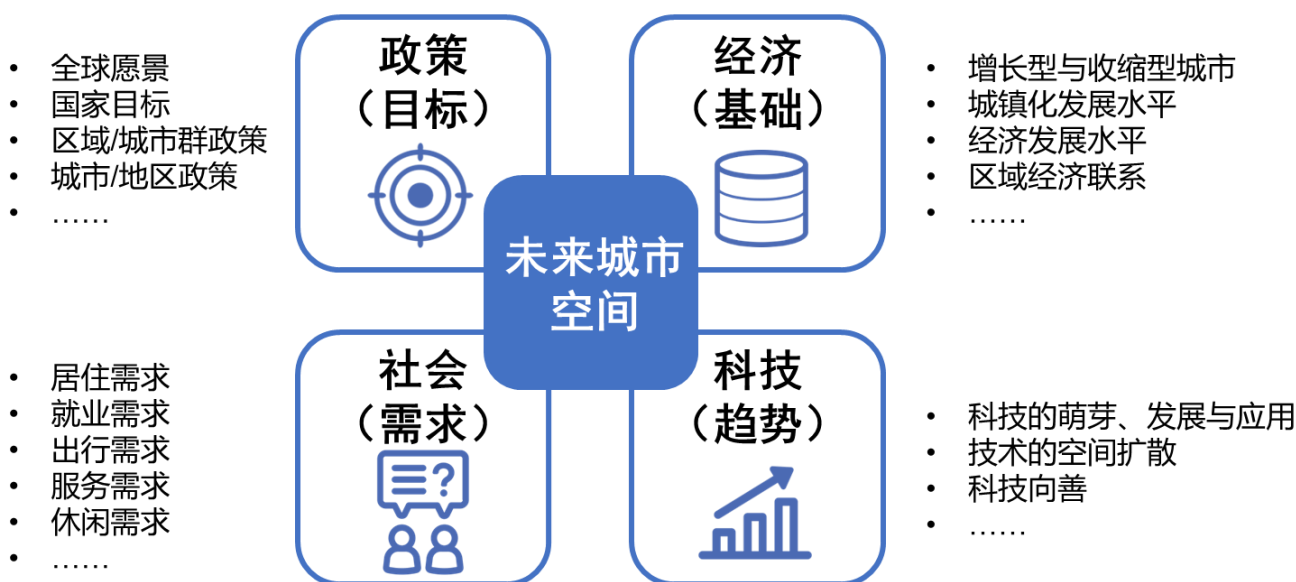 政策
（目标）
• 全球愿景
• 国家目标
• 区域/城市群政策
• 城市/地区政策
• ……
经济
（基础）
• 增长型与收缩型城市
• 城镇化发展水平
• 经济发展水平
• 区域经济联系
• ……
未来城市
空间
社会
（需求）
?
• 居住需求
• 就业需求
• 出行需求
• 服务需求
• 休闲需求
• ……
科技
（趋势）
• 科技的萌芽、发展与应用
• 技术的空间扩散
• 科技向善
• ……